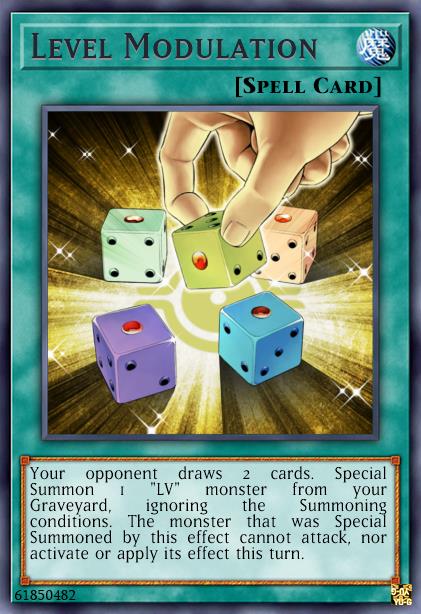 Level Modulation
魔
[Spell Card]
Your opponent draws 2 cards. Special
Summon 1 "LV" monster from your
Graveyard, ignoring the Summoning
conditions. The monster that was Special
Summoned by this effect cannot attack, nor
activate or apply its effect this turn.
61850482